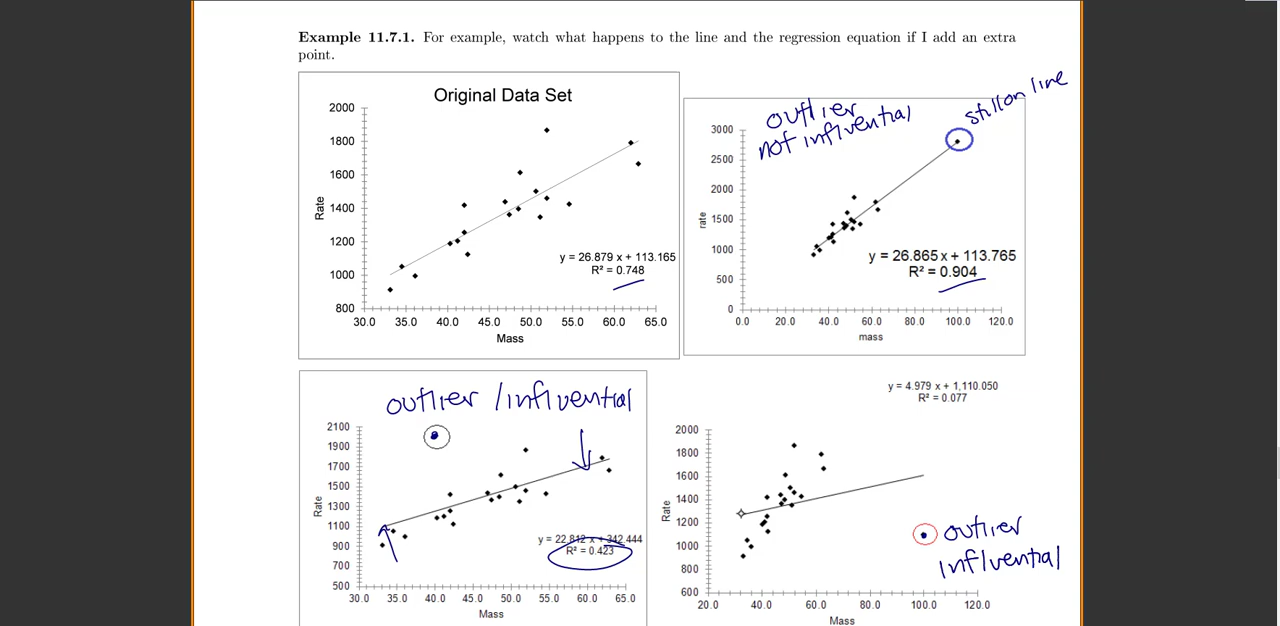 Example 11.7.1. For example, watch what happens to the line and the regression equation if I add an extra
point.
Original Data Set
2000
1800
1600
1400
1200
1000
800
Rate
y = 26.879 x + 113.165
R² = 0.748
30.0 35.0 40.0 45.0 50.0 55.0 60.0 65.0
Mass
outlier
not influential
still on line
3000
2500
2000
1500
1000
500
0
rate
y = 26.865 x + 113.765
R² = 0.904
0.0 20.0 40.0 60.0 80.0 100.0 120.0
mass
outlier / influential
2100
1900
1700
1500
1300
1100
900
700
500
Rate
y = 22.812 x + 342.444
R² = 0.423
30.0 35.0 40.0 45.0 50.0 55.0 60.0 65.0
Mass
y = 4.979 x + 1,110.050
R² = 0.077
2000
1800
1600
1400
1200
1000
800
600
Rate
outlier
influential
20.0 40.0 60.0 80.0 100.0 120.0
Mass